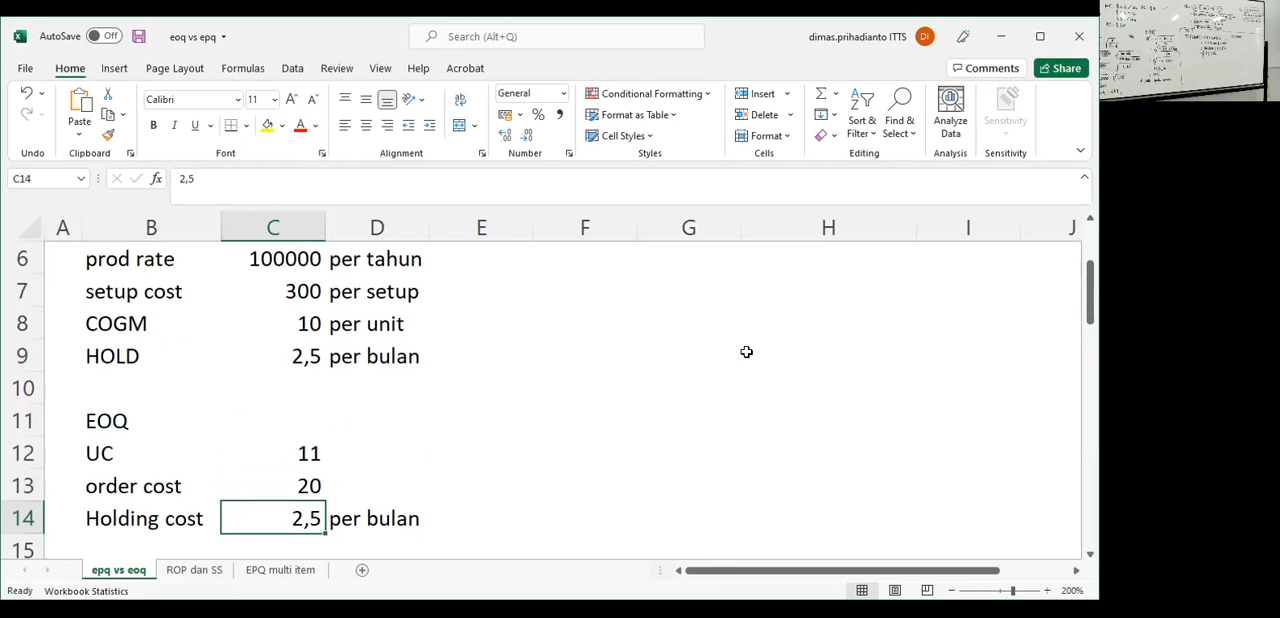 AutoSave Off eoq vs epq Search (Alt+Q) dimas.prihadianto ITTS DI
File Home Insert Page Layout Formulas Data Review View Help Acrobat Comments Share
Calibri 11 General Conditional Formatting Insert
Paste Format as Table Delete Sort & Find & Analyze Sensitivity
B I U A % Cell Styles Format Filter Select Data
Undo Clipboard Font Alignment Number Styles Cells Editing Analysis Sensitivity
C14 fx 2,5
A B C D E F G H I J
6 prod rate 100000 per tahun
7 setup cost 300 per setup
8 COGM 10 per unit
9 HOLD 2,5 per bulan
10
11 EOQ
12 UC 11
13 order cost 20
14 Holding cost 2,5 per bulan
15
epq vs eoq ROP dan SS EPQ multi item
Ready Workbook Statistics 200%